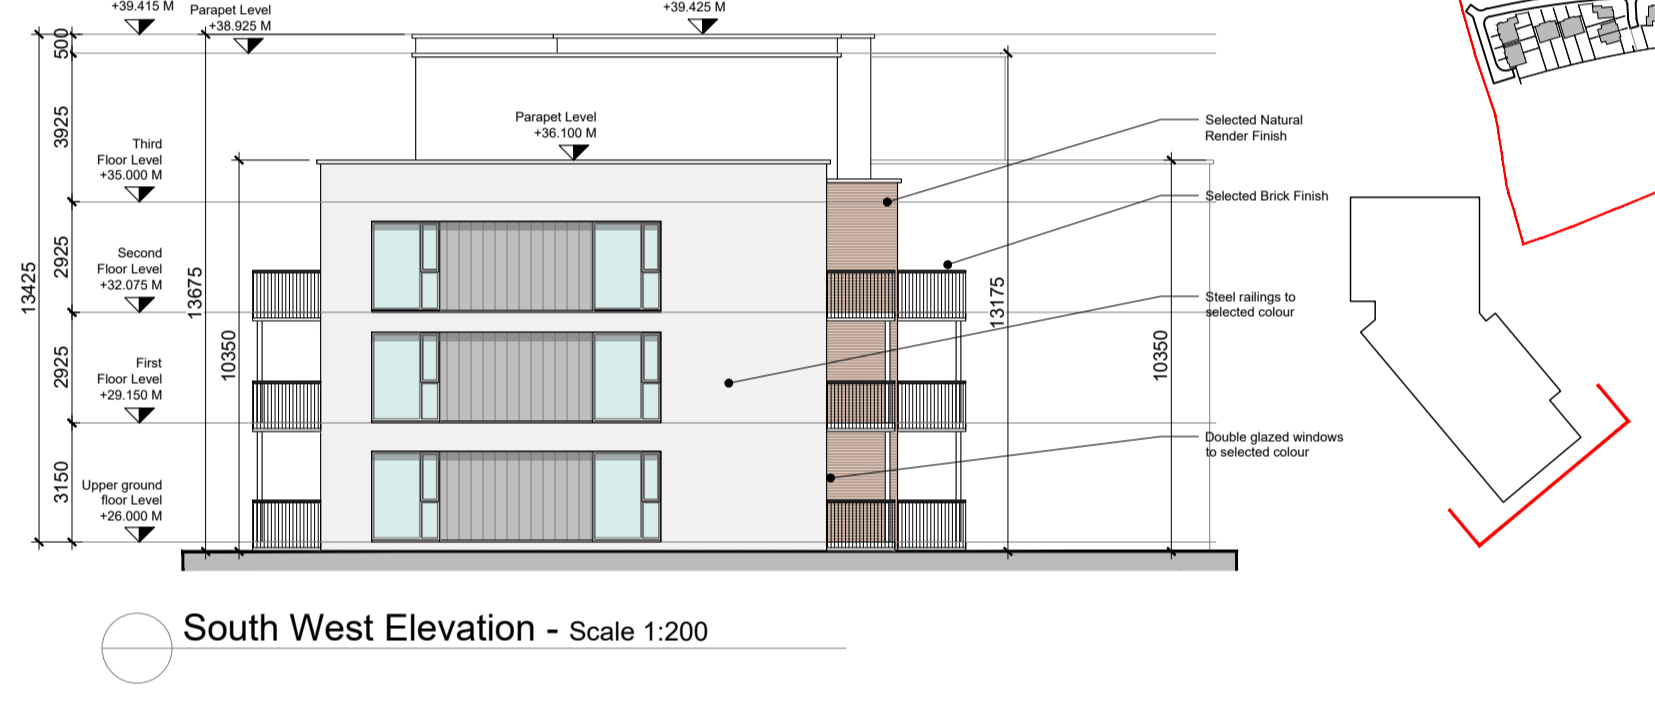 +39.415 M
Parapet Level
+38.925 M
+39.425 M
500
3925
Parapet Level
+36.100 M
Third
Floor Level
+35.000 M
Selected Natural
Render Finish
Selected Brick Finish
2925
Second
Floor Level
+32.075 M
13425
13675
13175
Steel railings to
selected colour
10350
10350
2925
First
Floor Level
+29.150 M
Double glazed windows
to selected colour
3150
Upper ground
floor Level
+26.000 M
South West Elevation - Scale 1:200